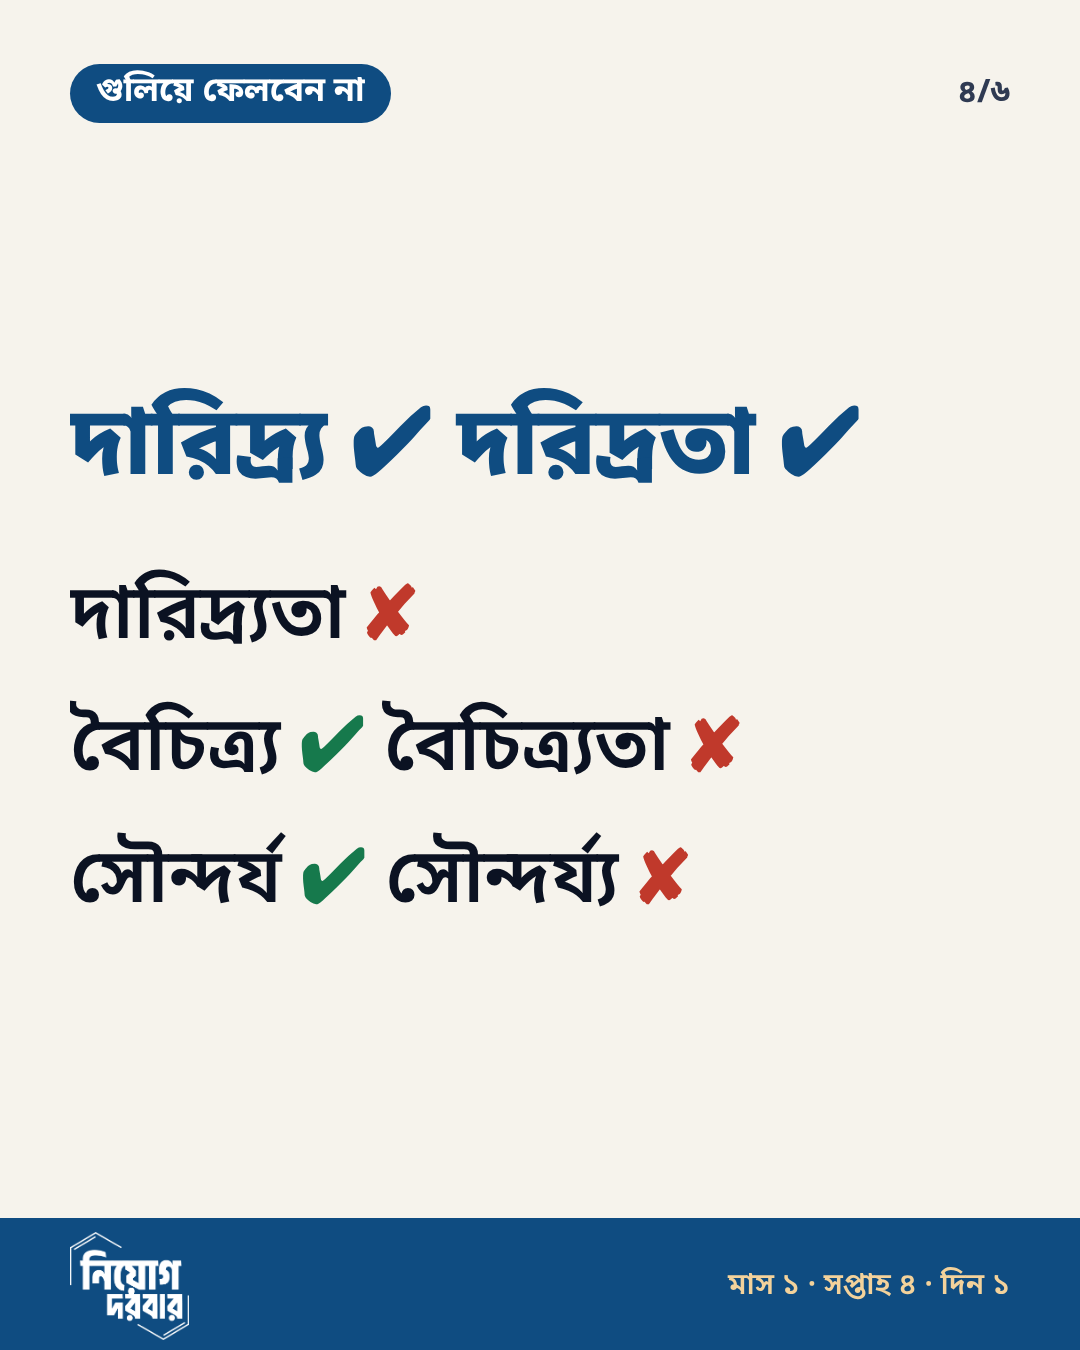 গুলিয়ে ফেলবেন না
৪/৬
দারিদ্র্য ✔ দরিদ্রতা ✔
দারিদ্র্যতা ✘
বৈচিত্র্য ✔ বৈচিত্র্যতা ✘
সৌন্দর্য ✔ সৌন্দর্য্য ✘
নিয়োগ
দরবার
মাস ১ · সপ্তাহ ৪ · দিন ১